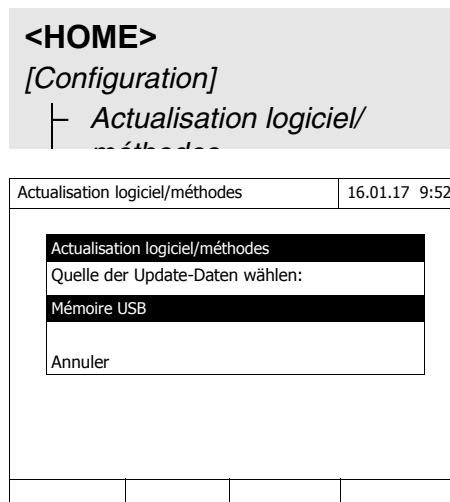 <HOME>
[Configuration]
Actualisation logiciel/
méthodes
Actualisation logiciel/méthodes 16.01.17 9:52
Actualisation logiciel/méthodes
Quelle der Update-Daten wählen:
Mémoire USB
Annuler